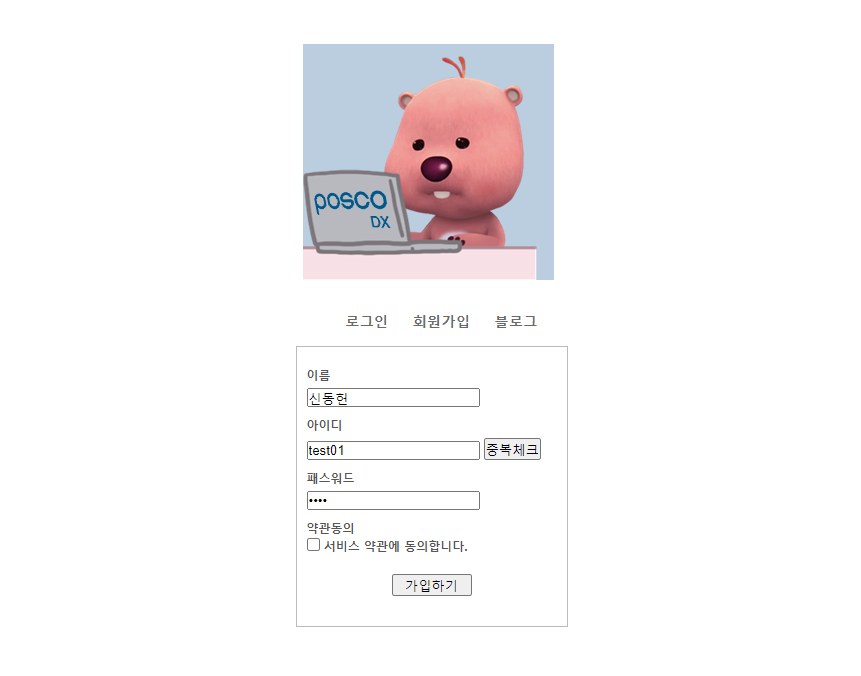 posco
DX
로그인 회원가입 블로그
이름
신동헌
아이디
test01 중복체크
패스워드
••••
약관동의
서비스 약관에 동의합니다.
가입하기